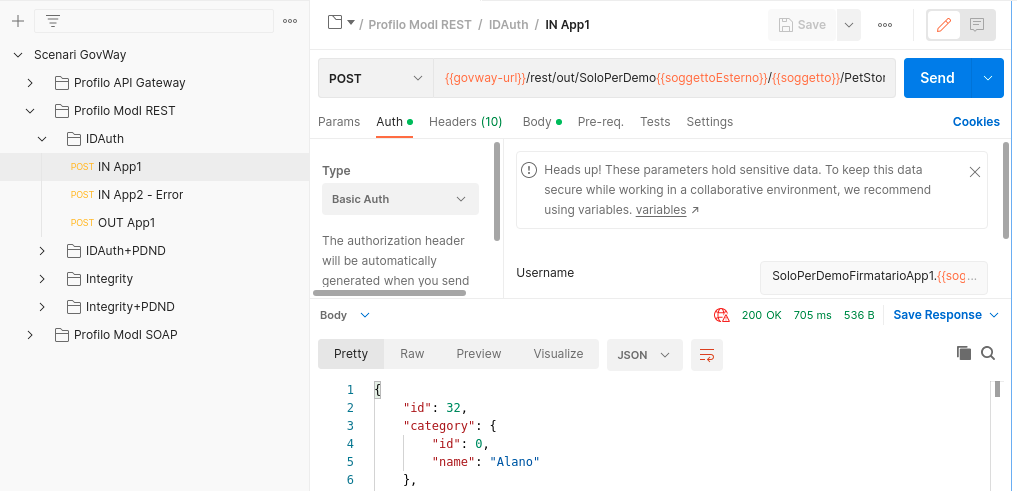 Scenari GovWay
Profilo API Gateway
Profilo ModI REST
IDAuth
POST IN App1
POST IN App2 - Error
POST OUT App1
IDAuth+PDND
Integrity
Integrity+PDND
Profilo ModI SOAP
/ Profilo ModI REST / IDAuth / IN App1
Save
POST
{{govway-url}}/rest/out/SoloPerDemo{{soggettoEsterno}}/{{soggetto}}/PetStor
Send
Params Auth Headers (10) Body Pre-req. Tests Settings
Cookies
Type
Basic Auth
The authorization header
will be automatically
generated when you send
Heads up! These parameters hold sensitive data. To keep this data
secure while working in a collaborative environment, we recommend
using variables. variables ↗
Username
SoloPerDemoFirmatarioApp1.{{sog...
Body
200 OK 705 ms 536 B Save Response
Pretty Raw Preview Visualize JSON
1 {
2 "id": 32,
3 "category": {
4 "id": 0,
5 "name": "Alano"
6 },